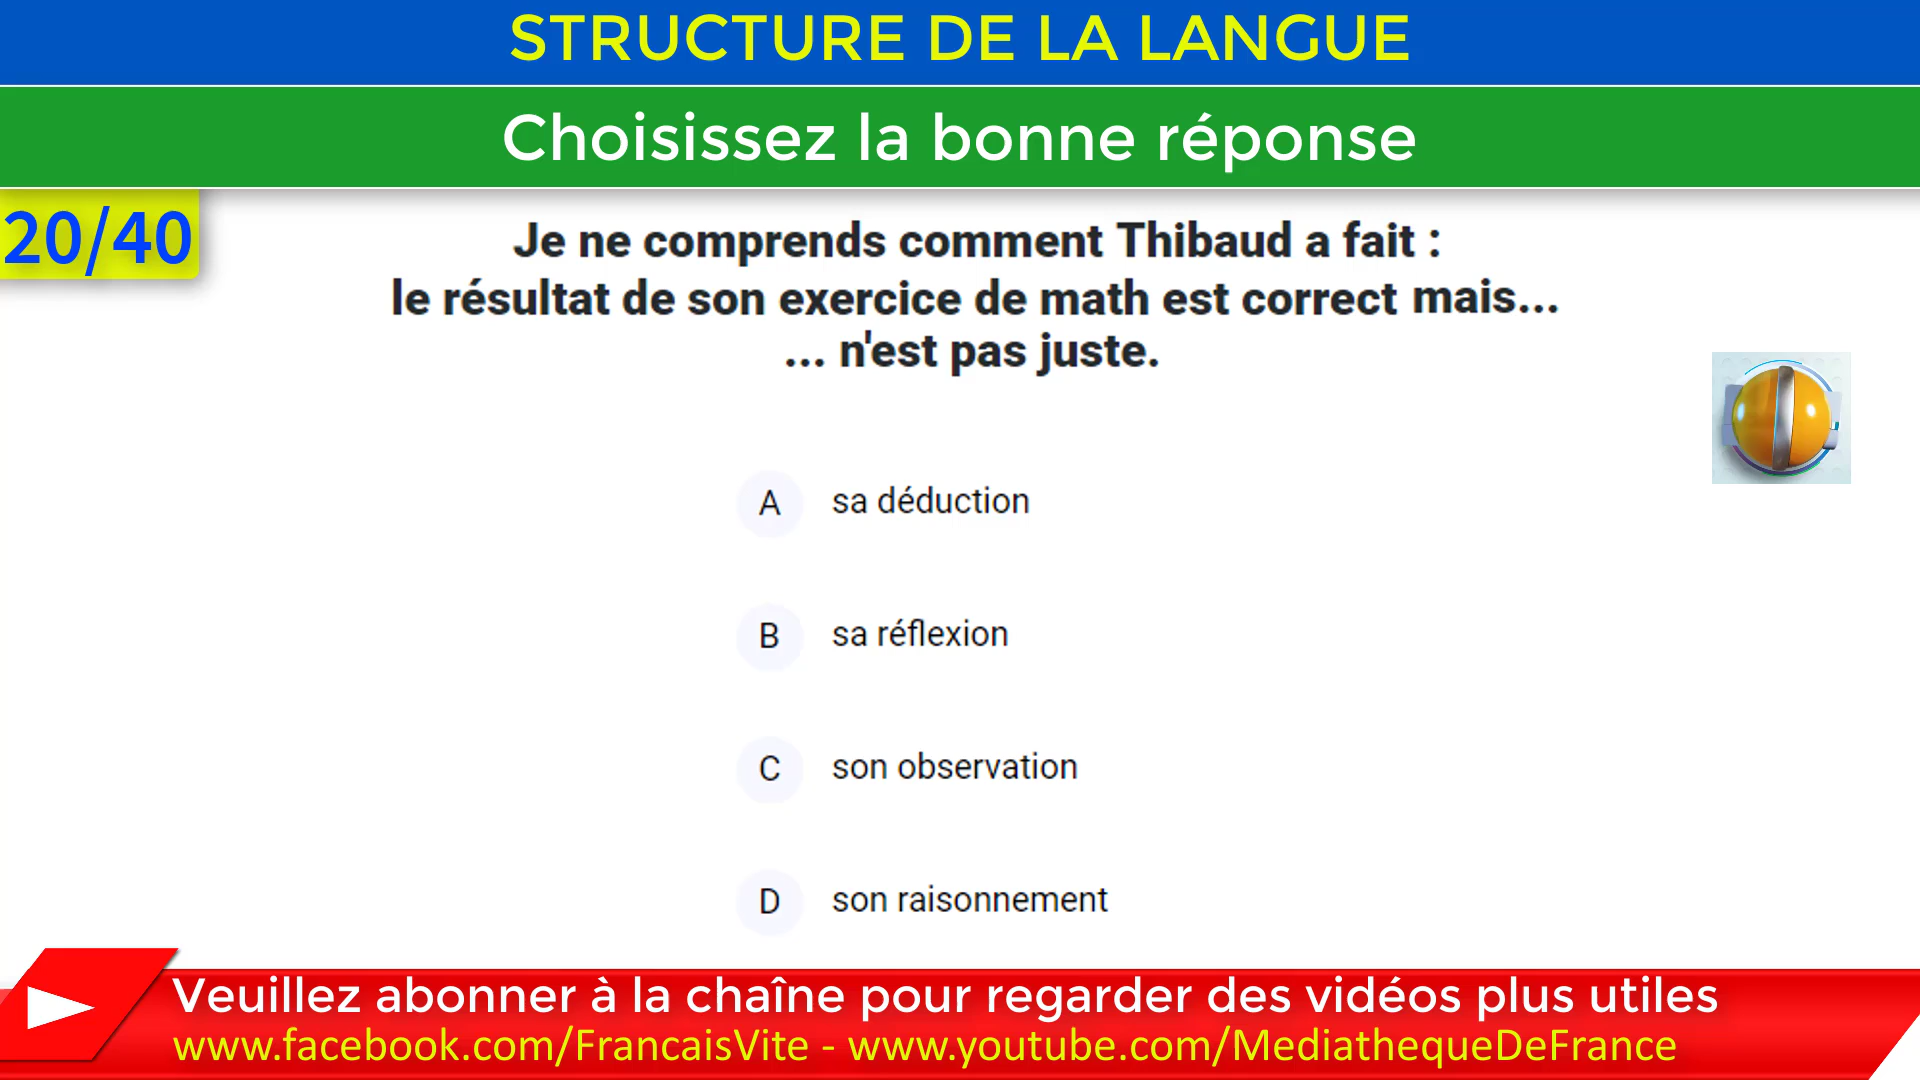 STRUCTURE DE LA LANGUE
Choisissez la bonne réponse
20/40
Je ne comprends comment Thibaud a fait :
le résultat de son exercice de math est correct mais...
... n'est pas juste.
A sa déduction
B sa réflexion
C son observation
D son raisonnement
Veuillez abonner à la chaîne pour regarder des vidéos plus utiles
www.facebook.com/FrancaisVite - www.youtube.com/MediathequeDeFrance